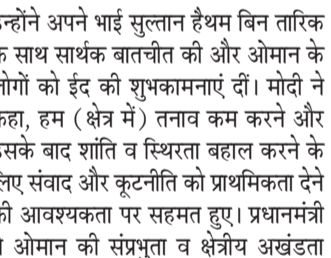 न्होंने अपने भाई सुल्तान हैथम बिन तारिक
के साथ सार्थक बातचीत की और ओमान के
लोगों को ईद की शुभकामनाएं दीं। मोदी ने
कहा, हम (क्षेत्र में) तनाव कम करने और
उसके बाद शांति व स्थिरता बहाल करने के
लिए संवाद और कूटनीति को प्राथमिकता देने
की आवश्यकता पर सहमत हुए। प्रधानमंत्री
ओमान की संप्रभुता व क्षेत्रीय अखंडता